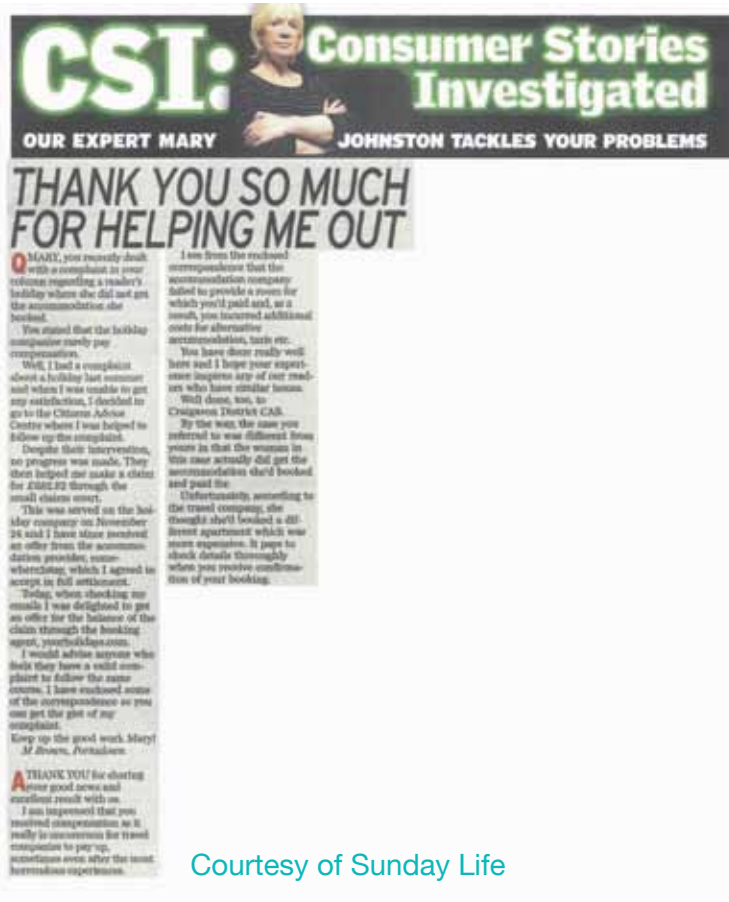 CSI:
Consumer Stories
Investigated
OUR EXPERT MARY
JOHNSTON TACKLES YOUR PROBLEMS
THANK YOU SO MUCH
FOR HELPING ME OUT
Q MARY, you recently dealt
with a complaint in your
column regarding a reader's
holiday where she did not get
the accommodation she
booked.
You stated that the holiday
companies rarely pay
compensation.
Well, I had a complaint
about a holiday last summer
and when I was unable to get
any satisfaction, I decided to
go to the Citizens Advice
Centre where I was helped to
follow up the complaint.
Despite their intervention,
no progress was made. They
then helped me make a claim
for through the
small claims court.
This was served on the hol-
iday company on November
24 and I have since received
an offer from the accommo-
dation provider, some-
which I agreed to
accept in full settlement.
Today, when checking my
emails I was delighted to get
an offer for the balance of the
claim through the booking
agent, yourholidays.com.
I would advise anyone who
feels they have a valid com-
plaint to follow the same
course. I have enclosed some
of the correspondence so you
can get the gist of my
complaint.
Keep up the good work Mary!
M Brown, Portadown
A THANK YOU for sharing
your good news and
excellent result with us.
I am impressed that you
received compensation as it
really is uncommon for travel
companies to pay up,
sometimes even after the most
horrendous experiences.
I see from the enclosed
correspondence that the
accommodation company
failed to provide a room for
which you'd paid and, as a
result, you incurred additional
costs for alternative
accommodation, taxis etc.
You have done really well
here and I hope your experi-
ence inspires any of our read-
ers who have similar issues.
Well done, too, to
Craigavon District CAB.
By the way, the case you
referred to was different from
yours in that the woman in
this case actually did get the
accommodation she'd booked
and paid for.
Unfortunately, according to
the travel company, she
thought she'd booked a dif-
ferent apartment which was
more expensive. It pays to
check details thoroughly
when you receive confirma-
tion of your booking.
Courtesy of Sunday Life